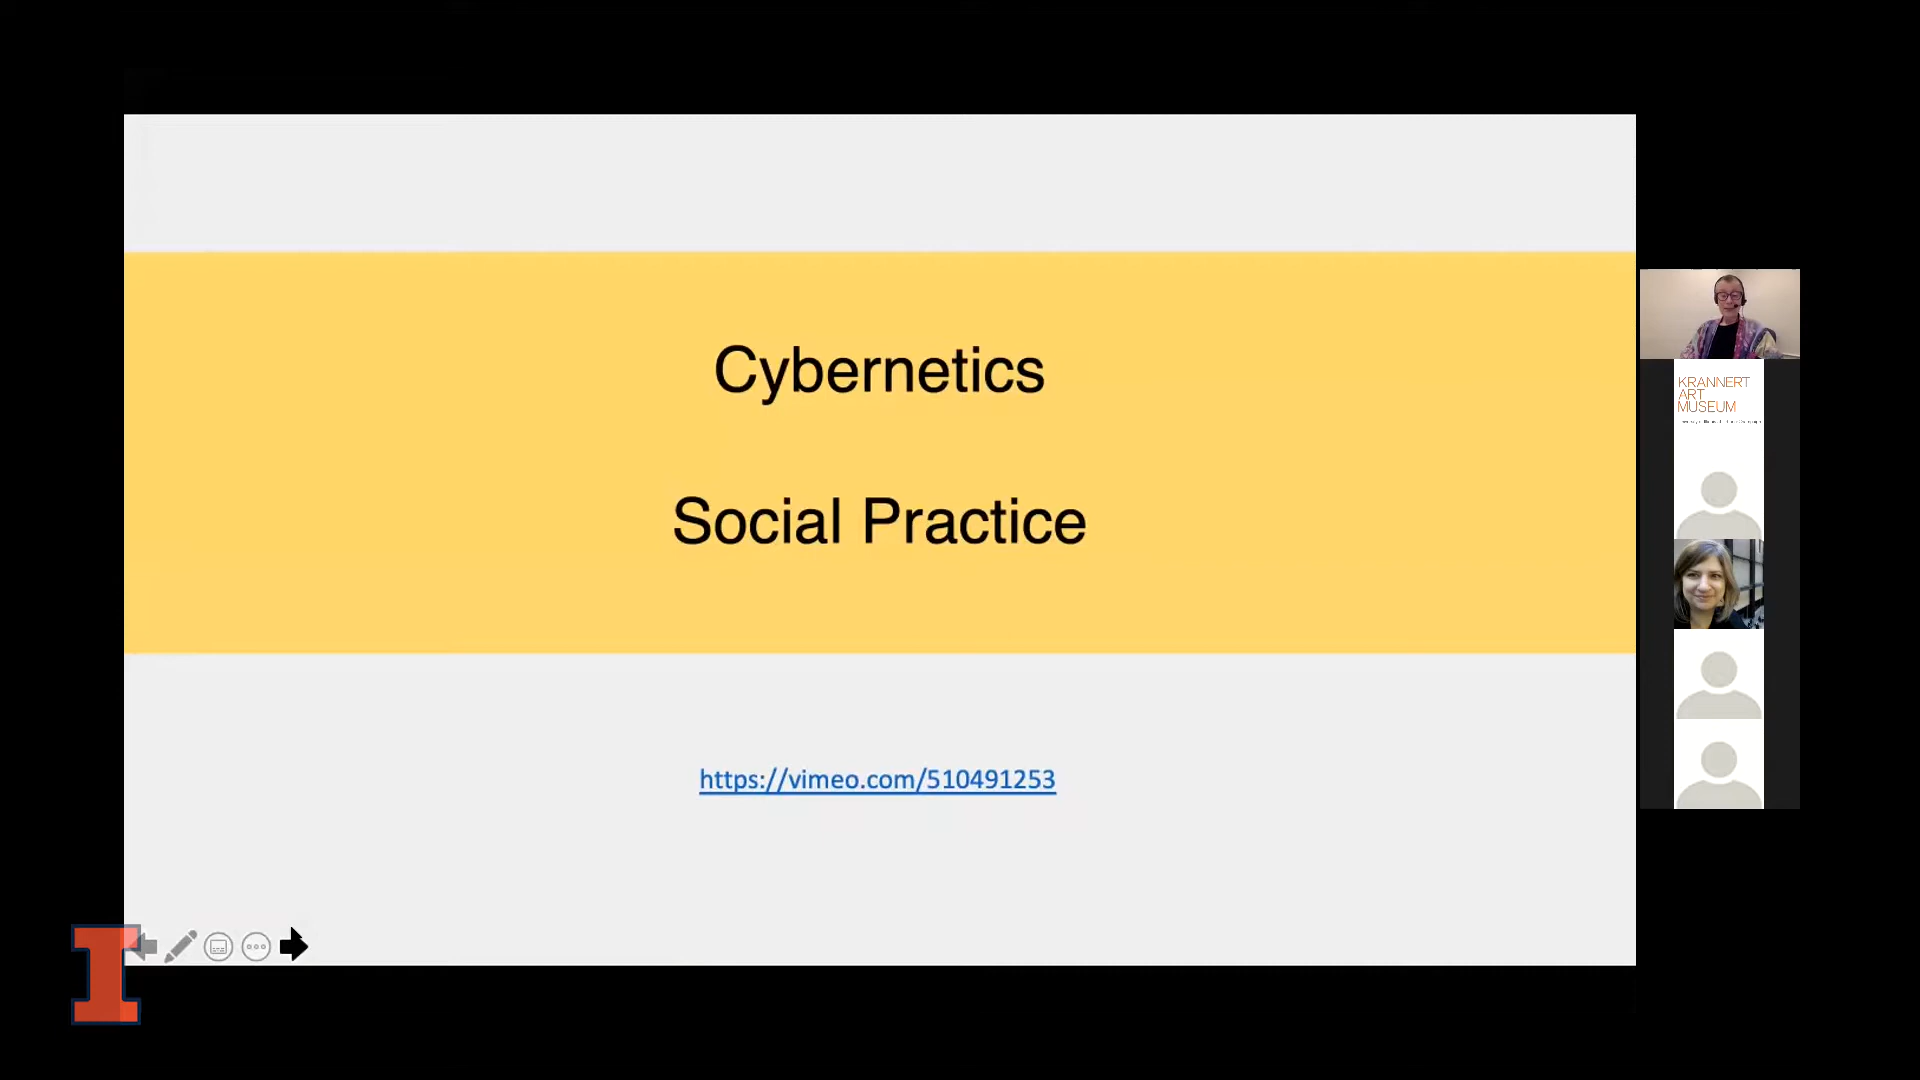 Cybernetics
Social Practice
https://vimeo.com/510491253
KRANNERT
ART
MUSEUM